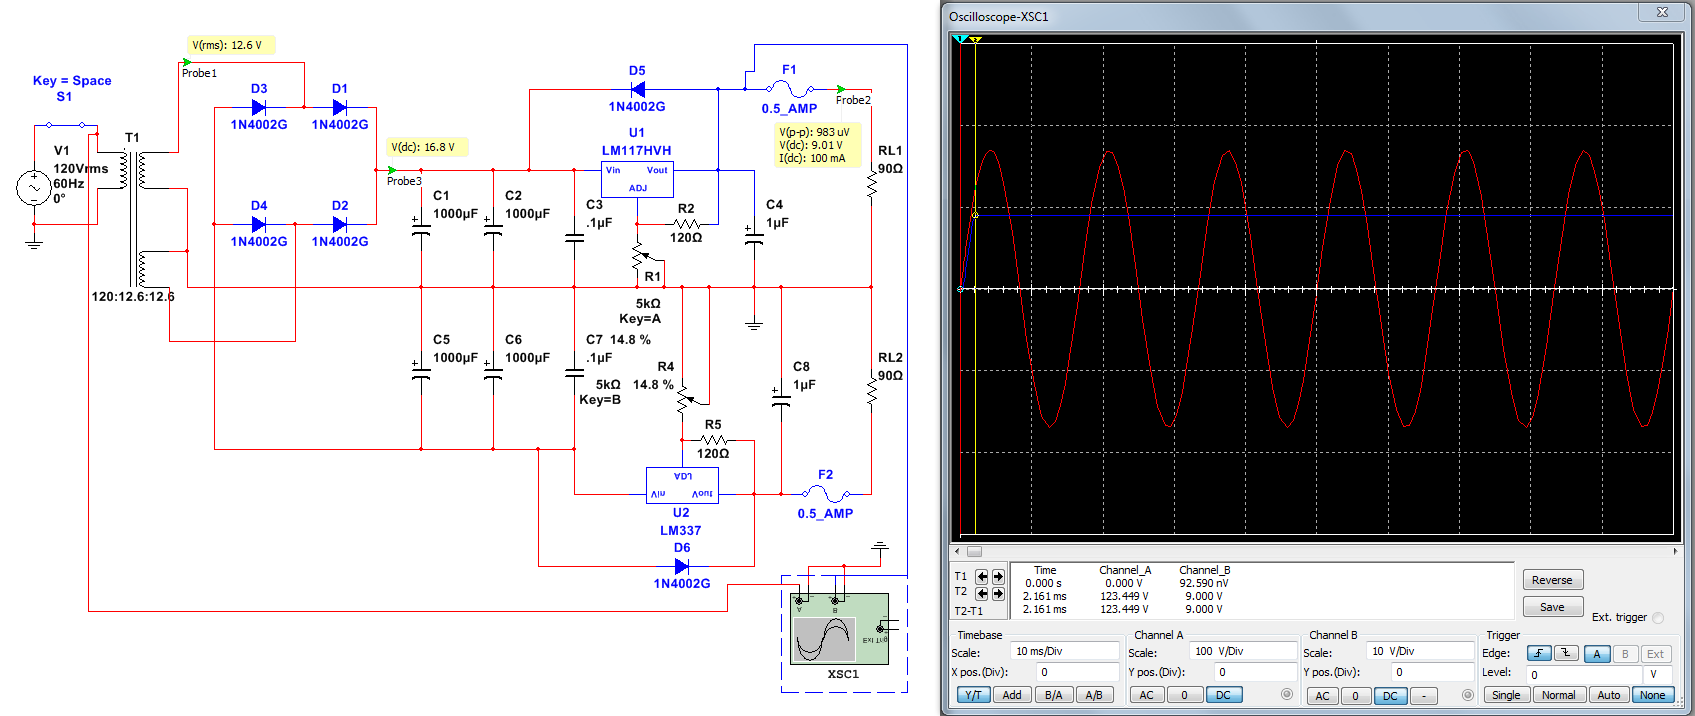 Key = Space
S1
V(rms): 12.6 V
Probe1
D3
1N4002G
D1
1N4002G
T1
V1
120Vrms
60Hz
0°
D4
1N4002G
D2
1N4002G
120:12.6:12.6
V(dc): 16.8 V
Probe3
D5
1N4002G
F1
0.5_AMP
Probe2
V(p-p): 983 uV
V(dc): 9.01 V
I(dc): 100 mA
U1
LM117HVH
Vin
Vout
ADJ
RL1
90Ω
C1
1000µF
C2
1000µF
C3
.1µF
R2
120Ω
C4
1µF
R1
5kΩ
Key=A
14.8 %
C5
1000µF
C6
1000µF
C7
.1µF
5kΩ
Key=B
R4
14.8 %
C8
1µF
RL2
90Ω
R5
120Ω
ADJ
Vin
Vout
U2
LM337
F2
0.5_AMP
D6
1N4002G
A
B
Ext Trig
XSC1
Oscilloscope-XSC1
1
2
T1
T2
T2-T1
Time Channel_A Channel_B
0.000 s 0.000 V 92.590 nV
2.161 ms 123.449 V 9.000 V
2.161 ms 123.449 V 9.000 V
Reverse
Save
Ext. trigger
Timebase
Scale: 10 ms/Div
X pos.(Div): 0
Y/T Add B/A A/B
Channel A
Scale: 100 V/Div
Y pos.(Div): 0
AC 0 DC
Channel B
Scale: 10 V/Div
Y pos.(Div): 0
AC 0 DC -
Trigger
Edge: A B Ext
Level: 0 V
Single Normal Auto None